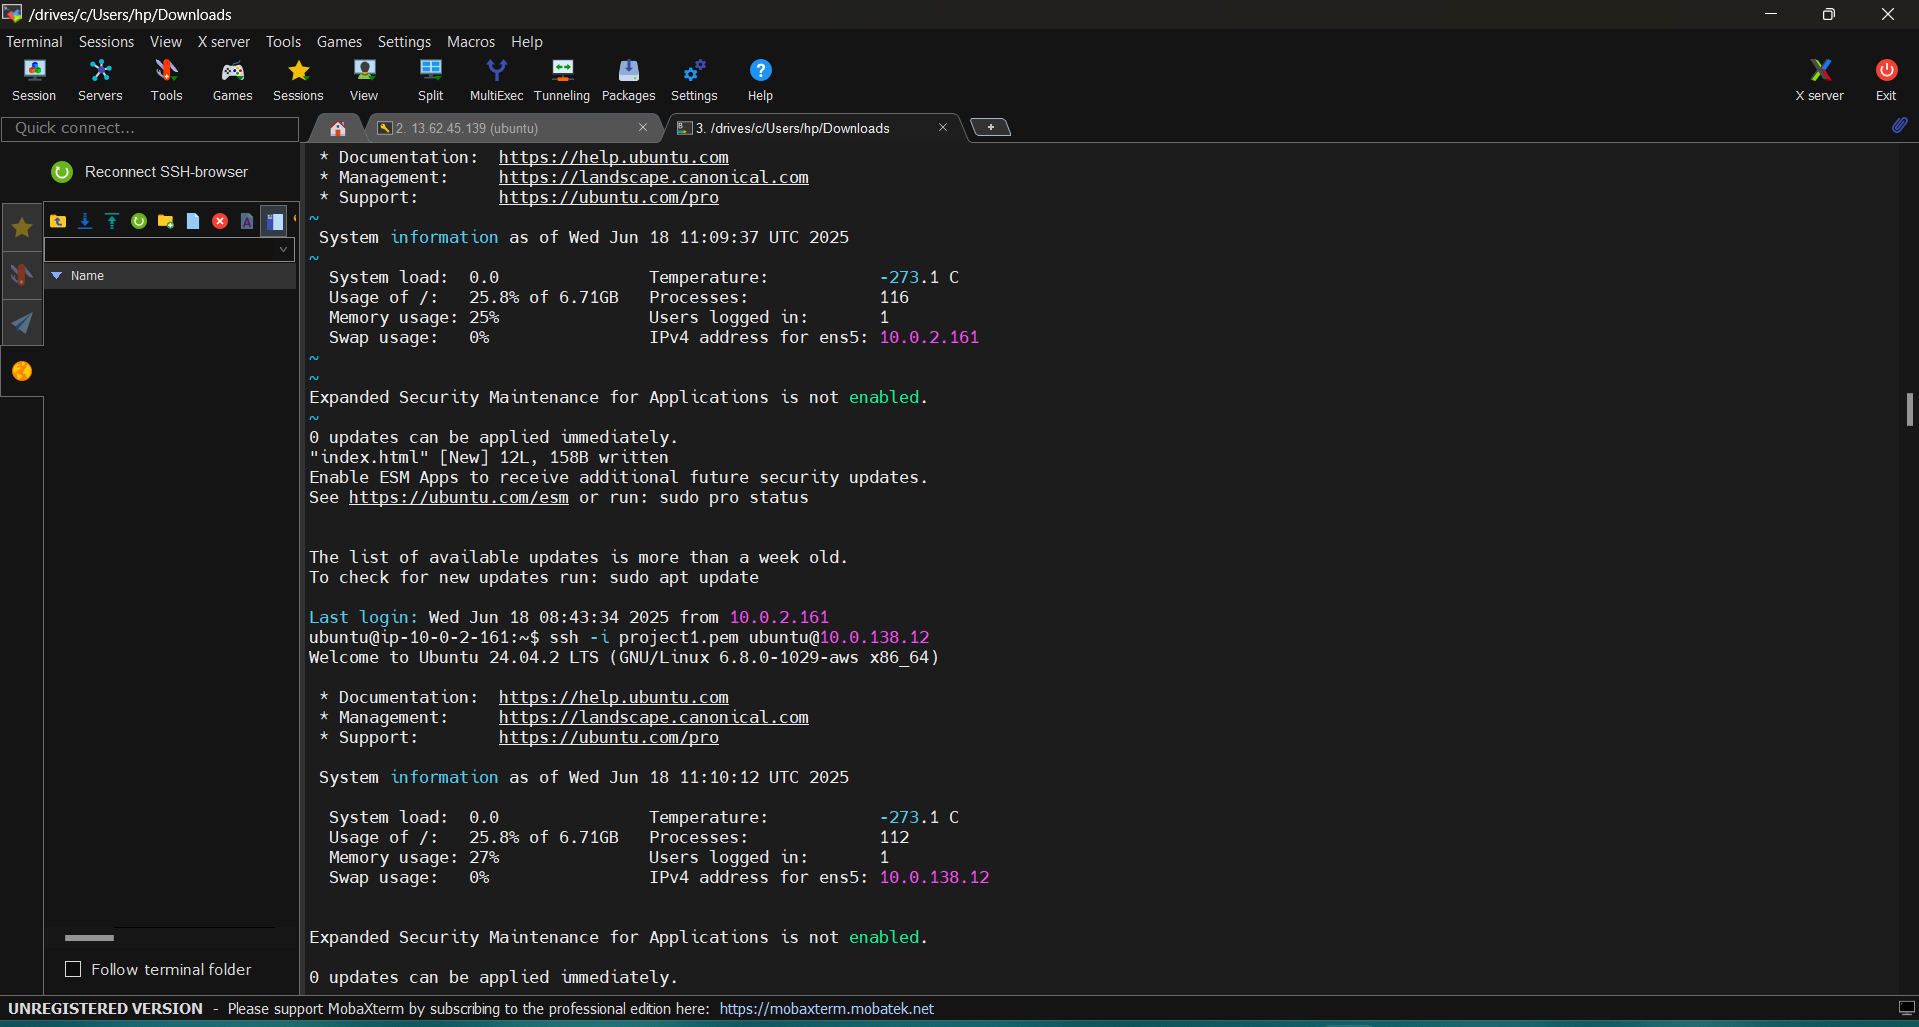 /drives/c/Users/hp/Downloads
Terminal Sessions View X server Tools Games Settings Macros Help
Session Servers Tools Games Sessions View Split MultiExec Tunneling Packages Settings Help X server Exit
Quick connect...
2. 13.62.45.139 (ubuntu)
3. /drives/c/Users/hp/Downloads
Reconnect SSH-browser
Name
* Documentation: https://help.ubuntu.com
* Management: https://landscape.canonical.com
* Support: https://ubuntu.com/pro
~
System information as of Wed Jun 18 11:09:37 UTC 2025
~
System load: 0.0 Temperature: -273.1 C
Usage of /: 25.8% of 6.71GB Processes: 116
Memory usage: 25% Users logged in: 1
Swap usage: 0% IPv4 address for ens5: 10.0.2.161
~
~
Expanded Security Maintenance for Applications is not enabled.
~
0 updates can be applied immediately.
"index.html" [New] 12L, 158B written
Enable ESM Apps to receive additional future security updates.
See https://ubuntu.com/esm or run: sudo pro status
The list of available updates is more than a week old.
To check for new updates run: sudo apt update
Last login: Wed Jun 18 08:43:34 2025 from 10.0.2.161
ubuntu@ip-10-0-2-161:~$ ssh -i project1.pem ubuntu@10.0.138.12
Welcome to Ubuntu 24.04.2 LTS (GNU/Linux 6.8.0-1029-aws x86_64)
* Documentation: https://help.ubuntu.com
* Management: https://landscape.canonical.com
* Support: https://ubuntu.com/pro
System information as of Wed Jun 18 11:10:12 UTC 2025
System load: 0.0 Temperature: -273.1 C
Usage of /: 25.8% of 6.71GB Processes: 112
Memory usage: 27% Users logged in: 1
Swap usage: 0% IPv4 address for ens5: 10.0.138.12
Expanded Security Maintenance for Applications is not enabled.
0 updates can be applied immediately.
Follow terminal folder
UNREGISTERED VERSION - Please support MobaXterm by subscribing to the professional edition here: https://mobaxterm.mobatek.net